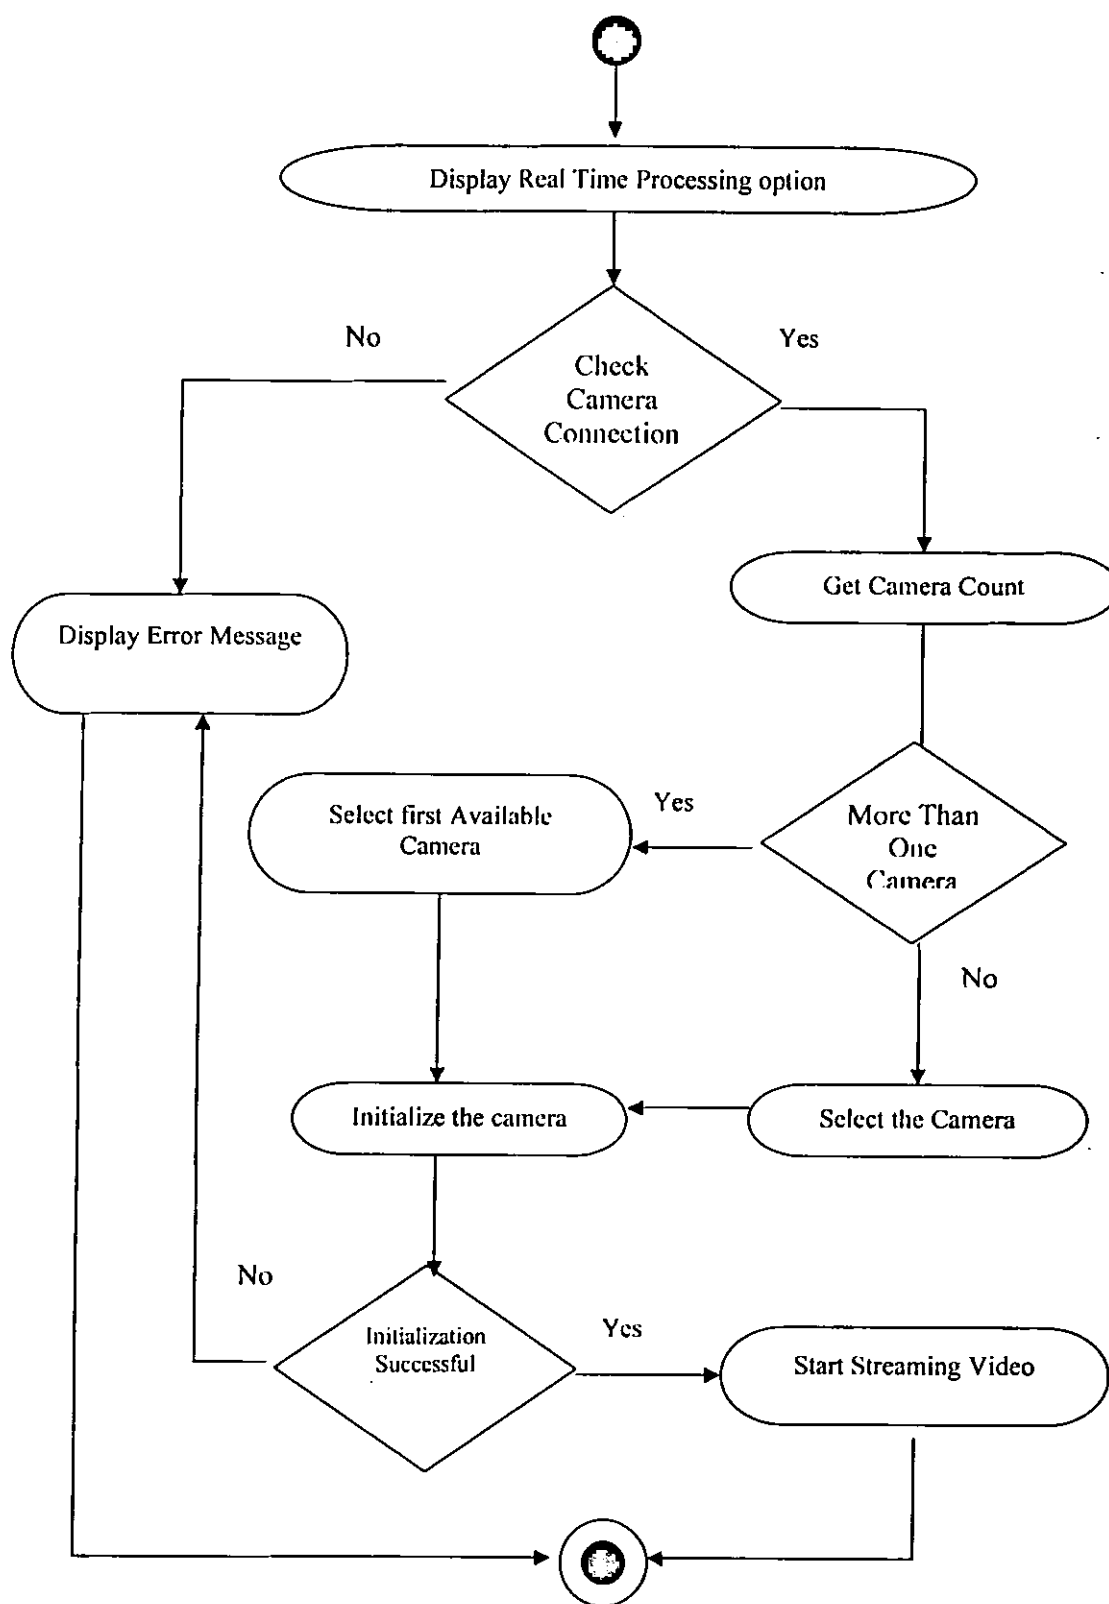 Display Real Time Processing option
No
Yes
Check
Camera
Connection
Get Camera Count
Display Error Message
Select first Available
Camera
Yes
More Than
One
Camera
No
Initialize the camera
Select the Camera
No
Initialization
Successful
Yes
Start Streaming Video